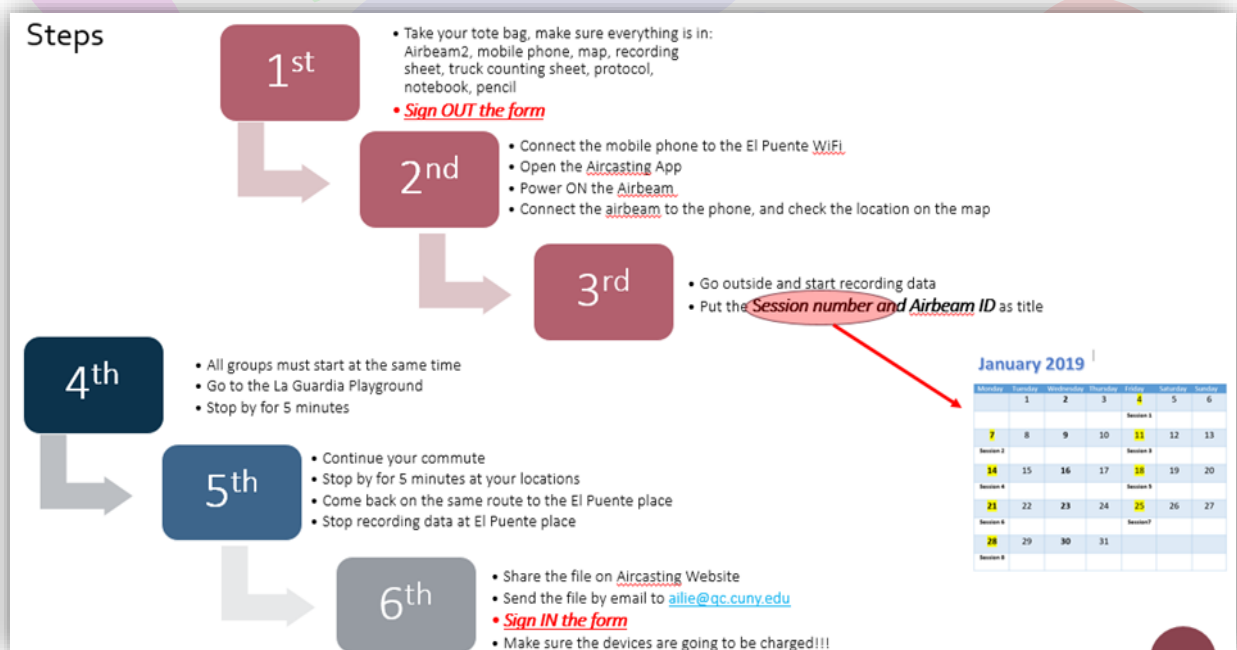 Steps
1st
• Take your tote bag, make sure everything is in:
Airbeam2, mobile phone, map, recording
sheet, truck counting sheet, protocol,
notebook, pencil
• Sign OUT the form
2nd
• Connect the mobile phone to the El Puente WiFi
• Open the Aircasting App
• Power ON the Airbeam
• Connect the airbeam to the phone, and check the location on the map
3rd
• Go outside and start recording data
• Put the Session number and Airbeam ID as title
4th
• All groups must start at the same time
• Go to the La Guardia Playground
• Stop by for 5 minutes
5th
• Continue your commute
• Stop by for 5 minutes at your locations
• Come back on the same route to the El Puente place
• Stop recording data at El Puente place
6th
• Share the file on Aircasting Website
• Send the file by email to ailie@qc.cuny.edu
• Sign IN the form
• Make sure the devices are going to be charged!!!
January 2019
Monday Tuesday Wednesday Thursday Friday Saturday Sunday
1 2 3 4 5 6
Session 1
7 8 9 10 11 12 13
Session 2 Session 3
14 15 16 17 18 19 20
Session 4 Session 5
21 22 23 24 25 26 27
Session 6 Session7
28 29 30 31
Session 8